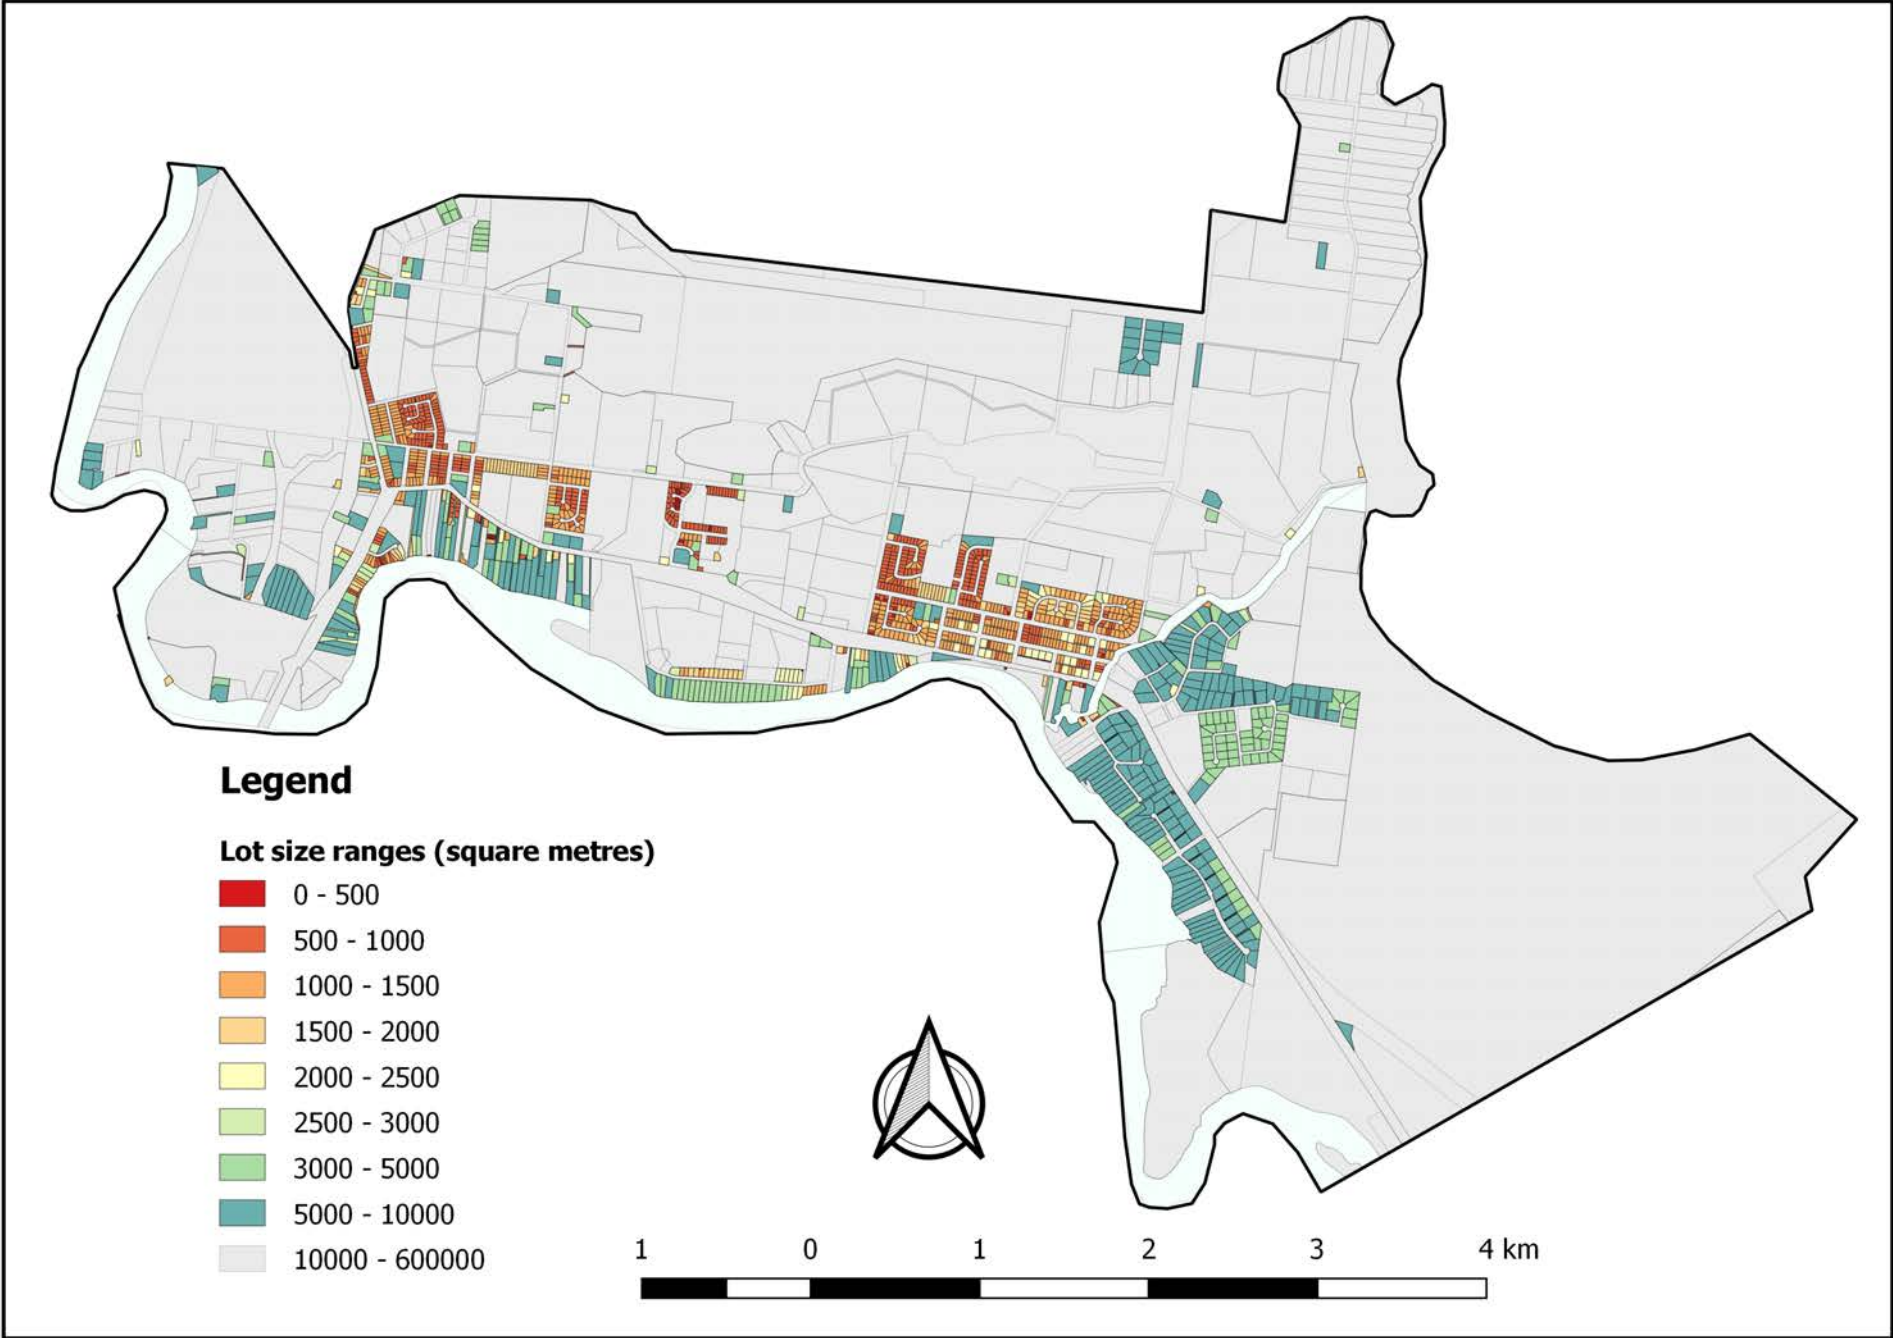 Legend
Lot size ranges (square metres)
0 - 500
500 - 1000
1000 - 1500
1500 - 2000
2000 - 2500
2500 - 3000
3000 - 5000
5000 - 10000
10000 - 600000
1 0 1 2 3 4 km